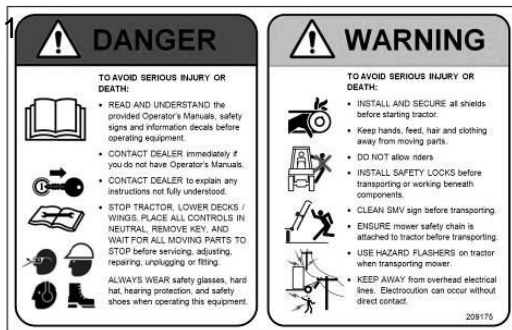 1
DANGER
TO AVOID SERIOUS INJURY OR
DEATH:
• READ AND UNDERSTAND the
provided Operator's Manuals, safety
signs and information decals before
operating equipment.
• CONTACT DEALER immediately if
you do not have Operator's Manuals.
• CONTACT DEALER to explain any
instructions not fully understood.
• STOP TRACTOR, LOWER DECKS /
WINGS, PLACE ALL CONTROLS IN
NEUTRAL, REMOVE KEY, AND
WAIT FOR ALL MOVING PARTS TO
STOP before servicing, adjusting,
repairing, unplugging or fitting.
ALWAYS WEAR safety glasses, hard
hat, hearing protection, and safety
shoes when operating this equipment.
WARNING
TO AVOID SERIOUS INJURY OR
DEATH:
• INSTALL AND SECURE all shields
before starting tractor.
• Keep hands, feed, hair and clothing
away from moving parts.
• DO NOT allow riders
• INSTALL SAFETY LOCKS before
transporting or working beneath
components.
• CLEAN SMV sign before transporting.
• ENSURE mower safety chain is
attached to tractor before transporting.
• USE HAZARD FLASHERS on tractor
when transporting mower.
• KEEP AWAY from overhead electrical
lines. Electroucution can occur without
direct contact.
209175